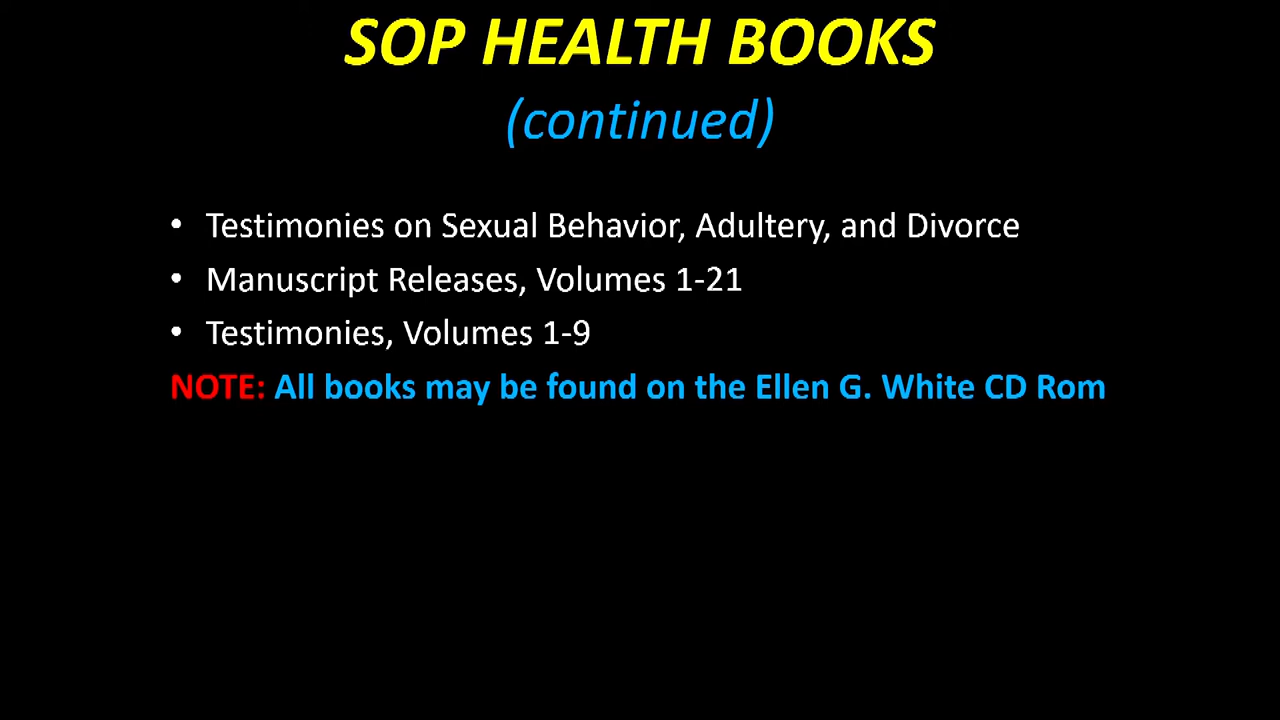 SOP HEALTH BOOKS
(continued)
• Testimonies on Sexual Behavior, Adultery, and Divorce
• Manuscript Releases, Volumes 1-21
• Testimonies, Volumes 1-9
NOTE: All books may be found on the Ellen G. White CD Rom